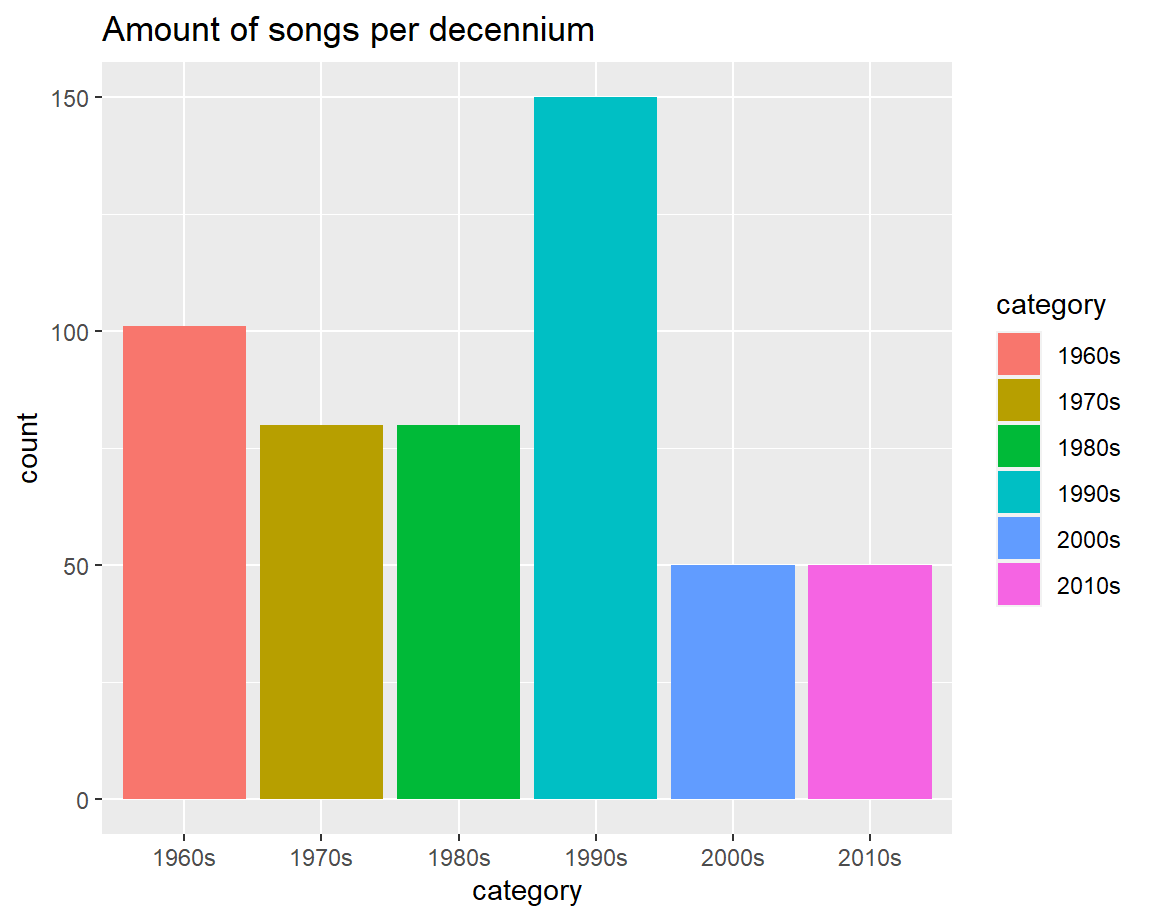 Amount of songs per decennium
150
100
50
0
count
1960s 1970s 1980s 1990s 2000s 2010s
category
category
1960s
1970s
1980s
1990s
2000s
2010s